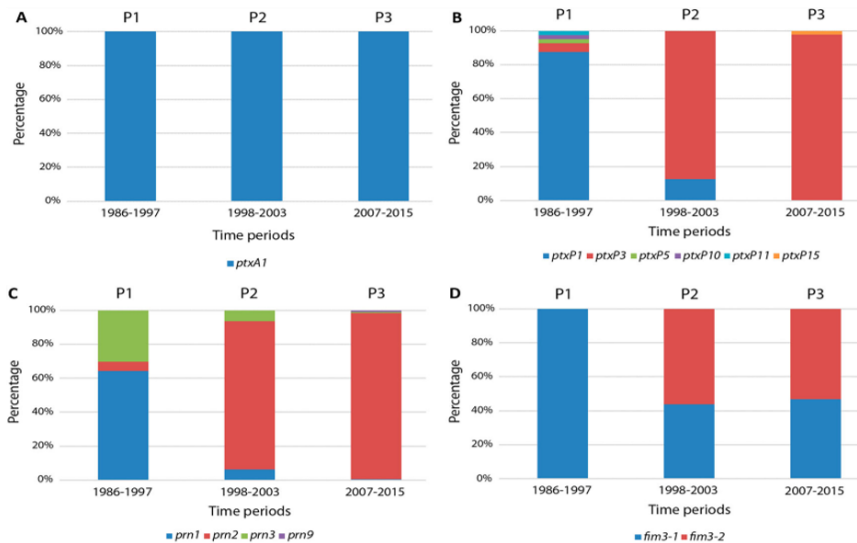 A
P1 P2 P3
100%
80%
60%
40%
20%
0%
Percentage
1986-1997 1998-2003 2007-2015
Time periods
ptxA1
B
P1 P2 P3
100%
80%
60%
40%
20%
0%
Percentage
1986-1997 1998-2003 2007-2015
Time periods
ptxP1 ptxP3 ptxP5 ptxP10 ptxP11 ptxP15
C
P1 P2 P3
100%
80%
60%
40%
20%
0%
Percentage
1986-1997 1998-2003 2007-2015
Time periods
prn1 prn2 prn3 prn9
D
P1 P2 P3
100%
80%
60%
40%
20%
0%
Percentage
1986-1997 1998-2003 2007-2015
Time periods
fim3-1 fim3-2